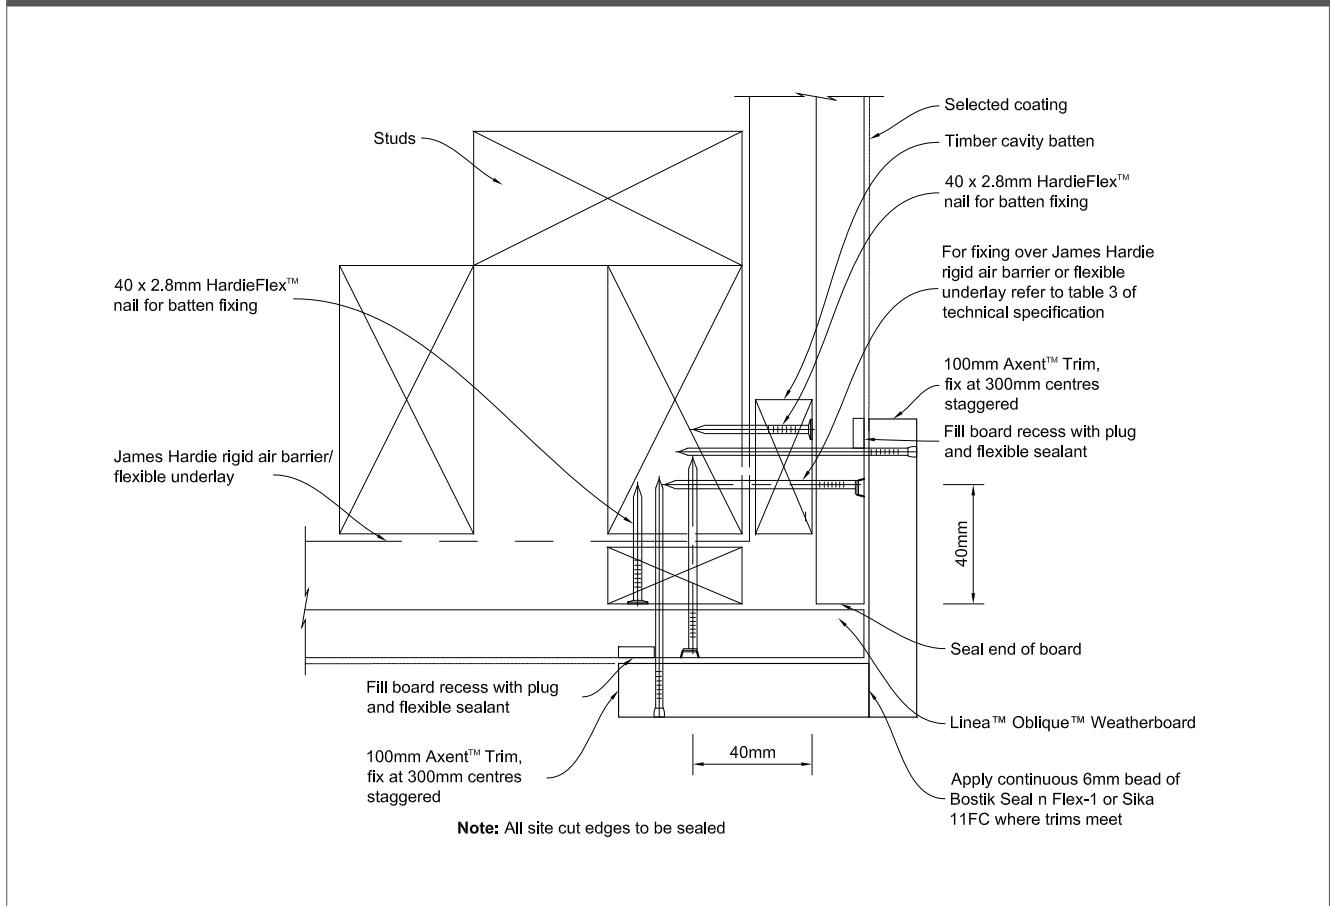 Selected coating
Studs
Timber cavity batten
40 x 2.8mm HardieFlex™
nail for batten fixing
For fixing over James Hardie
rigid air barrier or flexible
underlay refer to table 3 of
technical specification
40 x 2.8mm HardieFlex™
nail for batten fixing
100mm Axent™ Trim,
fix at 300mm centres
staggered
Fill board recess with plug
and flexible sealant
James Hardie rigid air barrier/
flexible underlay
40mm
Seal end of board
Fill board recess with plug
and flexible sealant
Linea™ Oblique™ Weatherboard
100mm Axent™ Trim,
fix at 300mm centres
staggered
40mm
Apply continuous 6mm bead of
Bostik Seal n Flex-1 or Sika
11FC where trims meet
Note: All site cut edges to be sealed